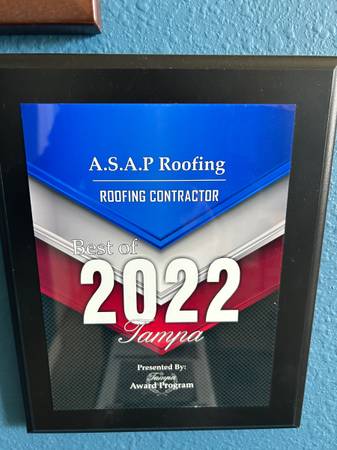 A.S.A.P Roofing
ROOFING CONTRACTOR
Best of
2022
Tampa
Presented By:
Tampa
Award Program